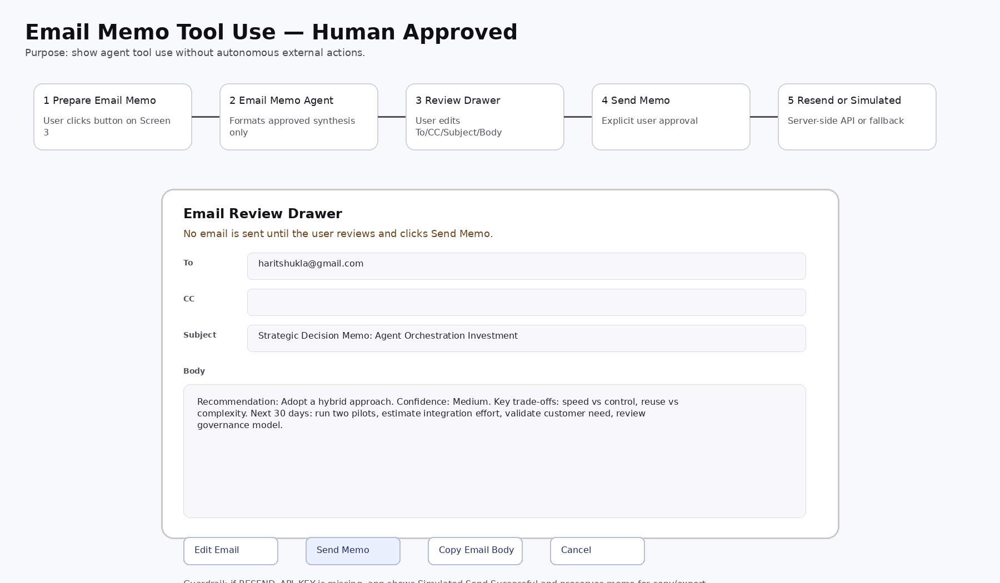 Email Memo Tool Use — Human Approved
Purpose: show agent tool use without autonomous external actions.
1 Prepare Email Memo
User clicks button on Screen
3
2 Email Memo Agent
Formats approved synthesis
only
3 Review Drawer
User edits
To/CC/Subject/Body
4 Send Memo
Explicit user approval
5 Resend or Simulated
Server-side API or fallback
Email Review Drawer
No email is sent until the user reviews and clicks Send Memo.
To
haritshukla@gmail.com
CC
Subject
Strategic Decision Memo: Agent Orchestration Investment
Body
Recommendation: Adopt a hybrid approach. Confidence: Medium. Key trade-offs: speed vs control, reuse vs
complexity. Next 30 days: run two pilots, estimate integration effort, validate customer need, review
governance model.
Edit Email
Send Memo
Copy Email Body
Cancel
Guardrail: if RESEND_API_KEY is missing, app shows Simulated Send Successful and preserves memo for copy/export.